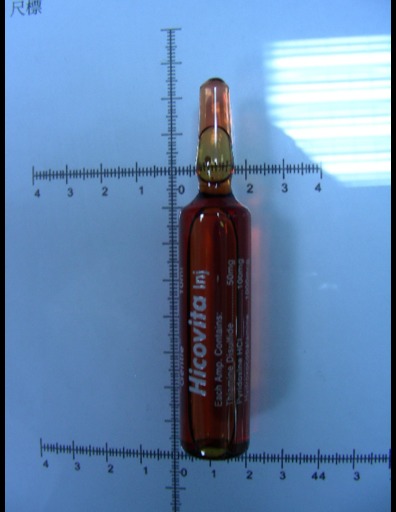 尺標
4 3 2 1 0 2 3 4
Hicovita Inj
Each Amp. Contains:
Thiamine Disulfide 50mg
Pyridoxine HCl 100mg
4 3 2 1 0 1 2 3 44 3